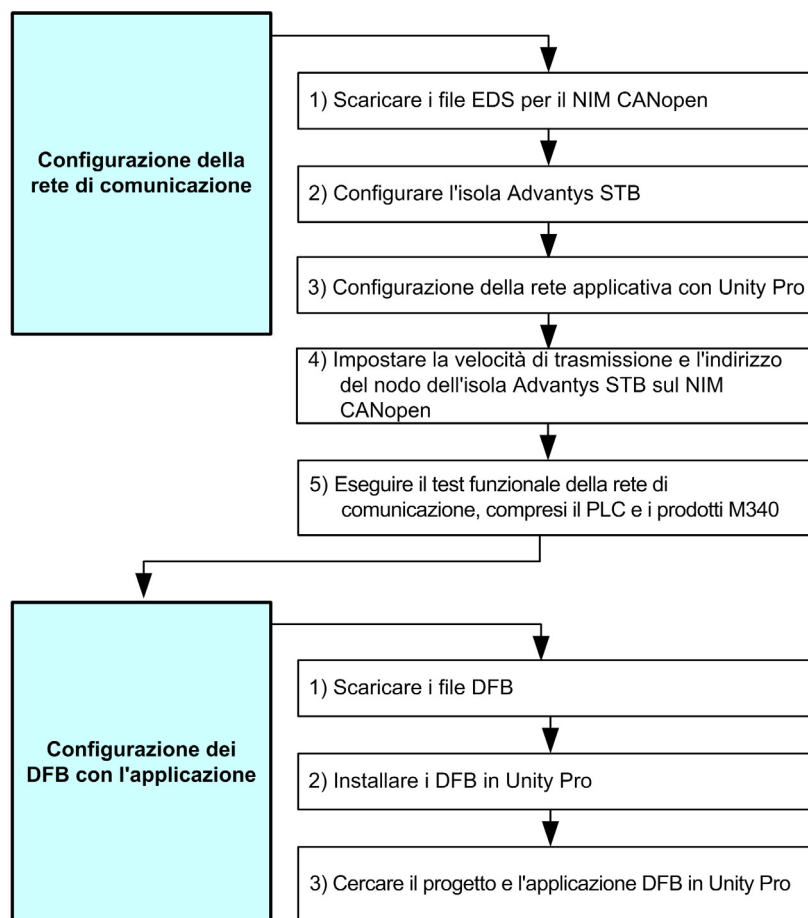 Configurazione della
rete di comunicazione
1) Scaricare i file EDS per il NIM CANopen
2) Configurare l'isola Advantys STB
3) Configurazione della rete applicativa con Unity Pro
4) Impostare la velocità di trasmissione e l'indirizzo
del nodo dell'isola Advantys STB sul NIM
CANopen
5) Eseguire il test funzionale della rete di
comunicazione, compresi il PLC e i prodotti M340
Configurazione dei
DFB con l'applicazione
1) Scaricare i file DFB
2) Installare i DFB in Unity Pro
3) Cercare il progetto e l'applicazione DFB in Unity Pro